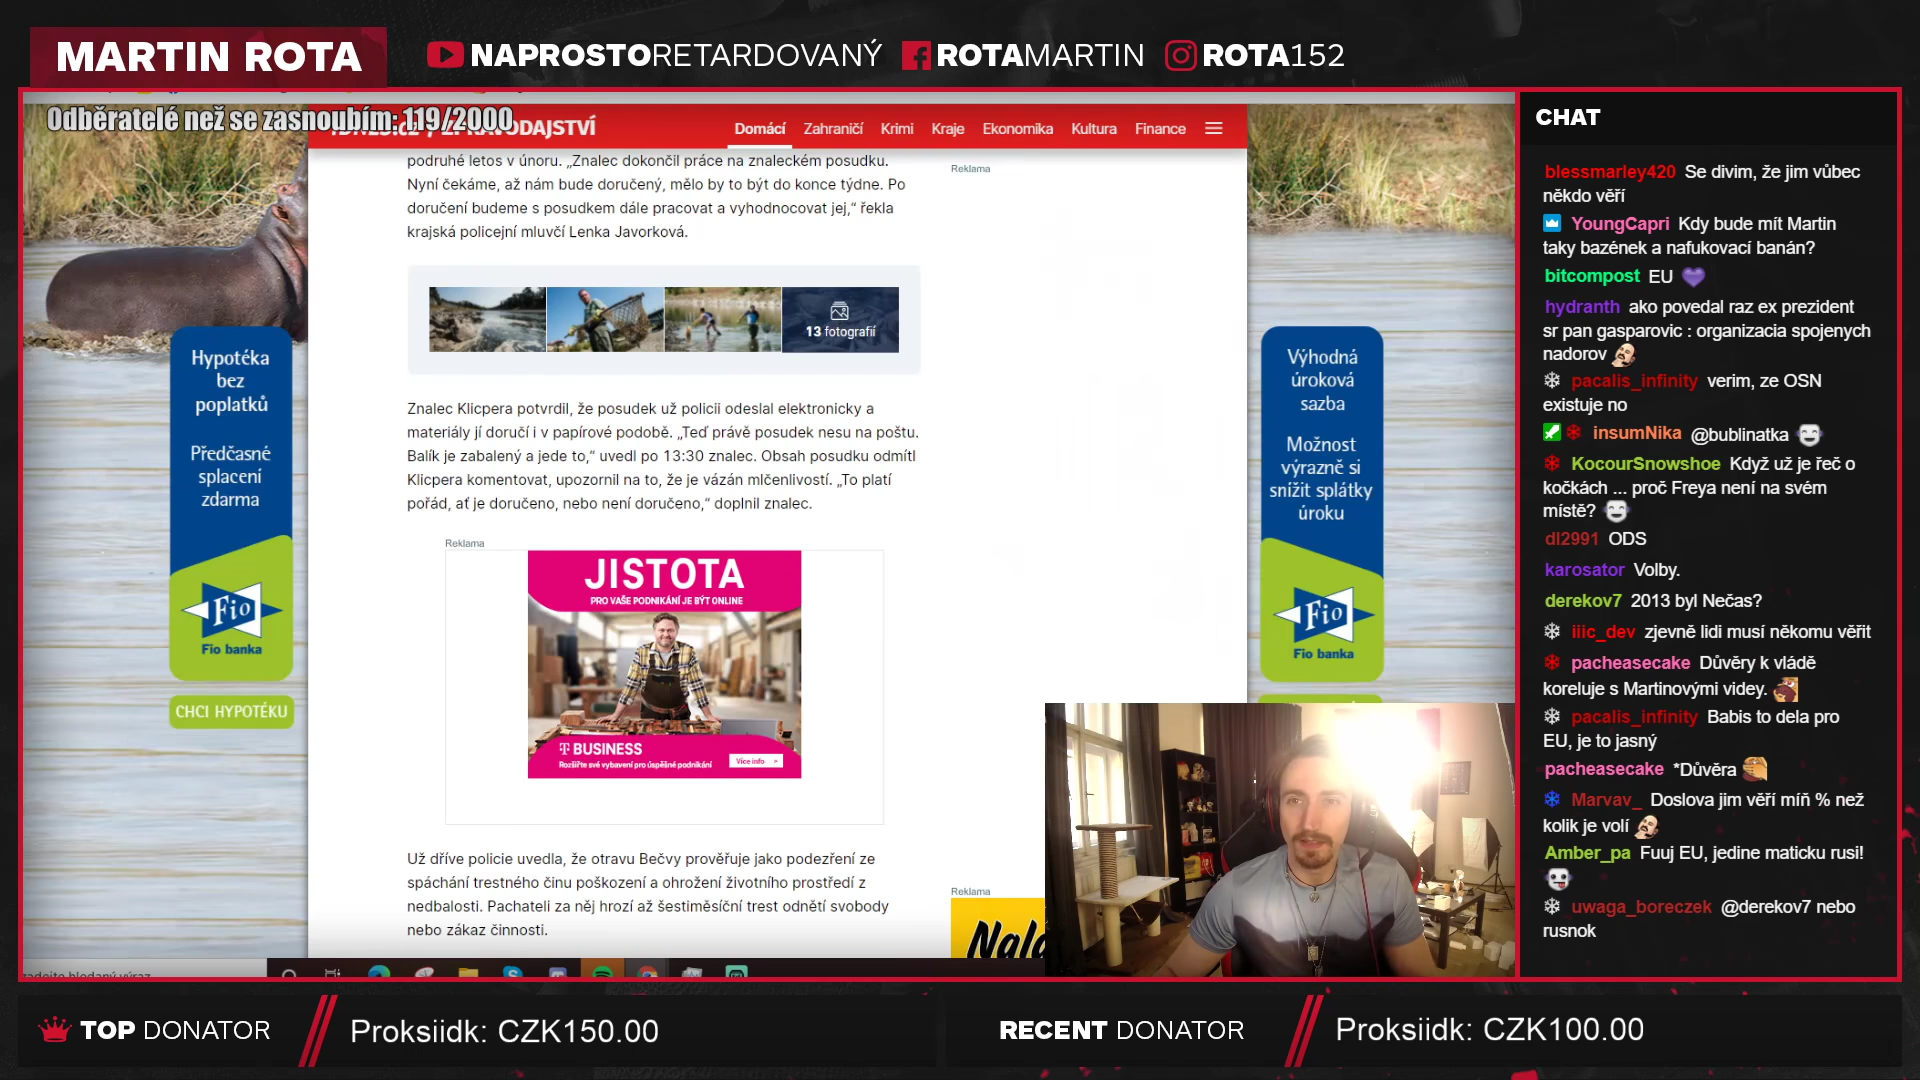 MARTIN ROTA
NAPROSTORETARDOVANÝ
ROTAMARTIN
ROTA152
Odběratelé než se zasnoubím: 119/2000
Domácí Zahraničí Krimi Kraje Ekonomika Kultura Finance
podruhé letos v únoru. „Znalec dokončil práce na znaleckém posudku.
Nyní čekáme, až nám bude doručený, mělo by to být do konce týdne. Po
doručení budeme s posudkem dále pracovat a vyhodnocovat jej,“ řekla
krajská policejní mluvčí Lenka Javorková.
13 fotografií
Znalec Klicpera potvrdil, že posudek už policii odeslal elektronicky a
materiály jí doručí i v papírové podobě. „Teď právě posudek nesu na poštu.
Balík je zabalený a jede to,“ uvedl po 13:30 znalec. Obsah posudku odmítl
Klicpera komentovat, upozornil na to, že je vázán mlčenlivostí. „To platí
pořád, ať je doručeno, nebo není doručeno,“ doplnil znalec.
Reklama
JISTOTA
PRO VAŠE PODNIKÁNÍ JE BÝT ONLINE
T BUSINESS
Rozšiřte své vybavení pro úspěšné podnikání
Více info >
Už dříve policie uvedla, že otravu Bečvy prověřuje jako podezření ze
spáchání trestného činu poškození a ohrožení životního prostředí z
nedbalosti. Pachateli za něj hrozí až šestiměsíční trest odnětí svobody
nebo zákaz činnosti.
Reklama
Reklama
Hypotéka
bez
poplatků
Předčasné
splacení
zdarma
Fio
Fio banka
CHCI HYPOTÉKU
Výhodná
úroková
sazba
Možnost
výrazně si
snížit splátky
úroku
Fio
Fio banka
CHAT
blessmarley420 Se divim, že jim vůbec
někdo věří
YoungCapri Kdy bude mít Martin
taky bazének a nafukovací banán?
bitcompost EU
hydranth ako povedal raz ex prezident
sr pan gasparovic : organizacia spojenych
nadorov
pacalis_infinity verim, ze OSN
existuje no
insumNika @bublinatka
KocourSnowshoe Když už je řeč o
kočkách ... proč Freya není na svém
místě?
dl2991 ODS
karosator Volby.
derekov7 2013 byl Nečas?
iiic_dev zjevně lidi musí někomu věřit
pacheasecake Důvěry k vládě
koreluje s Martinovými videy.
pacalis_infinity Babis to dela pro
EU, je to jasný
pacheasecake *Důvěra
Marvav_ Doslova jim věří míň % než
kolik je volí
Amber_pa Fuuj EU, jedine maticku rusi!
uwaga_boreczek @derekov7 nebo
rusnok
TOP DONATOR
Proksiidk: CZK150.00
RECENT DONATOR
Proksiidk: CZK100.00